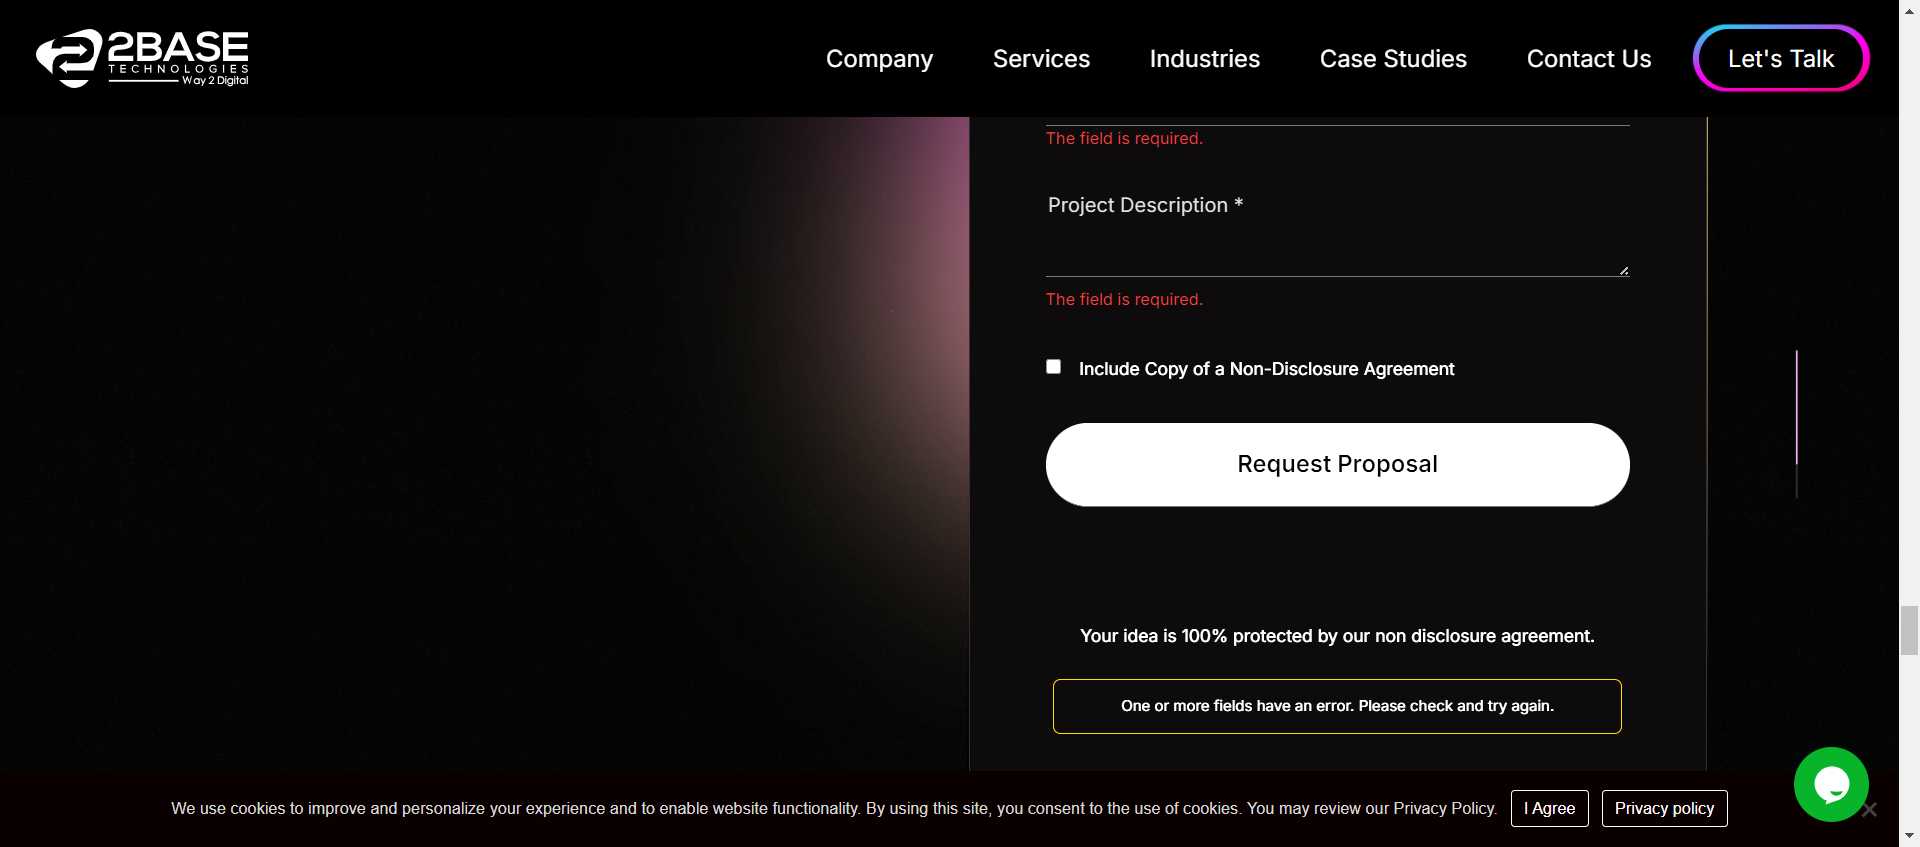 2BASE
TECHNOLOGIES
Way 2 Digital
Company
Services
Industries
Case Studies
Contact Us
Let's Talk
The field is required.
Project Description *
The field is required.
Include Copy of a Non-Disclosure Agreement
Request Proposal
Your idea is 100% protected by our non disclosure agreement.
One or more fields have an error. Please check and try again.
We use cookies to improve and personalize your experience and to enable website functionality. By using this site, you consent to the use of cookies. You may review our Privacy Policy.
I Agree
Privacy policy